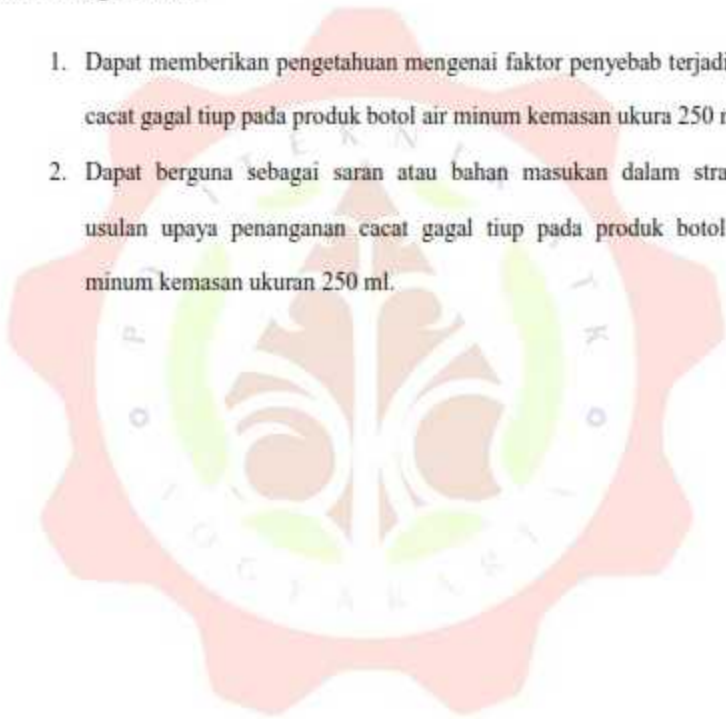 1. Dapat memberikan pengetahuan mengenai faktor penyebab terjadi
cacat gagal tiup pada produk botol air minum kemasan ukura 250
2. Dapat berguna sebagai saran atau bahan masukan dalam stra
usulan upaya penanganan cacat gagal tiup pada produk botol
minum kemasan ukuran 250 ml.